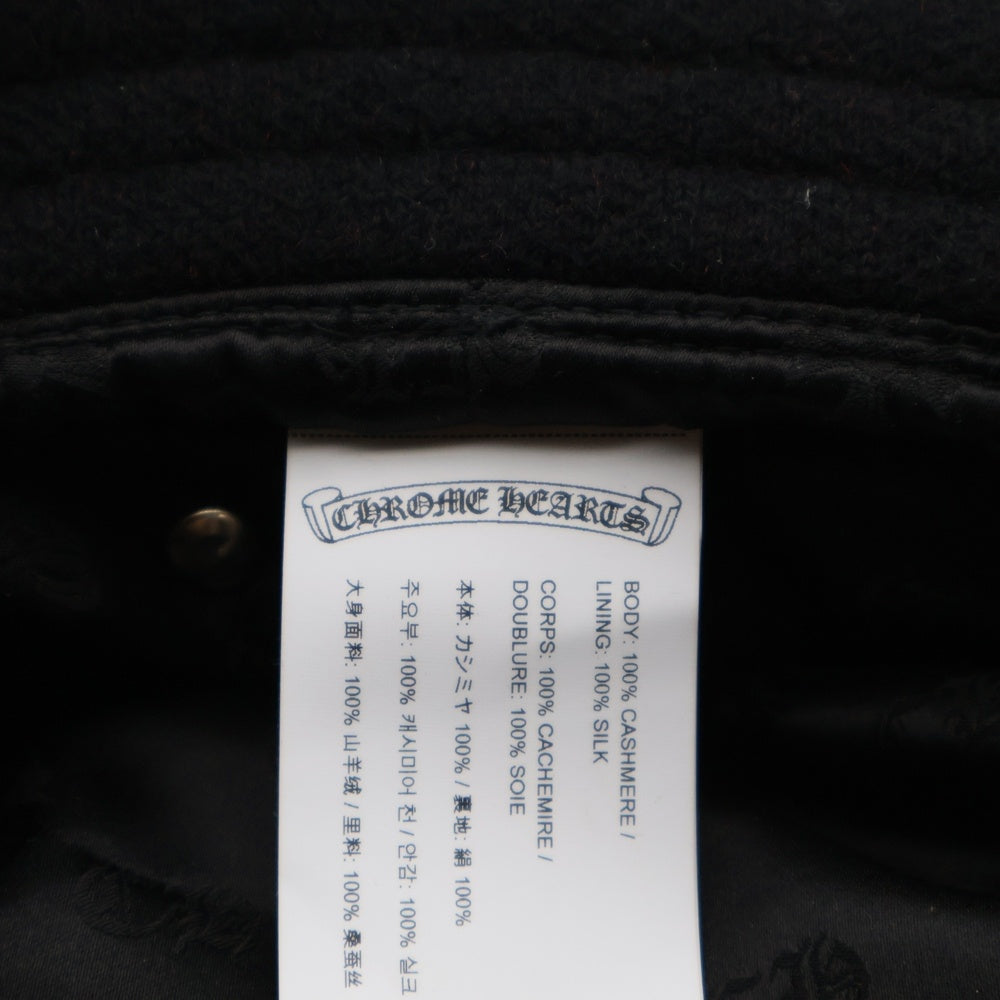 CHROME HEARTS
BODY: 100% CASHMERE /
LINING: 100% SILK
CORPS: 100% CACHEMIRE /
DOUBLURE: 100% SOIE
本体: カシミヤ 100% / 裏地: 絹 100%
주요부: 100% 캐시미어 천 / 안감: 100% 실크
大身面料: 100% 山羊绒 / 里料: 100% 桑蚕丝